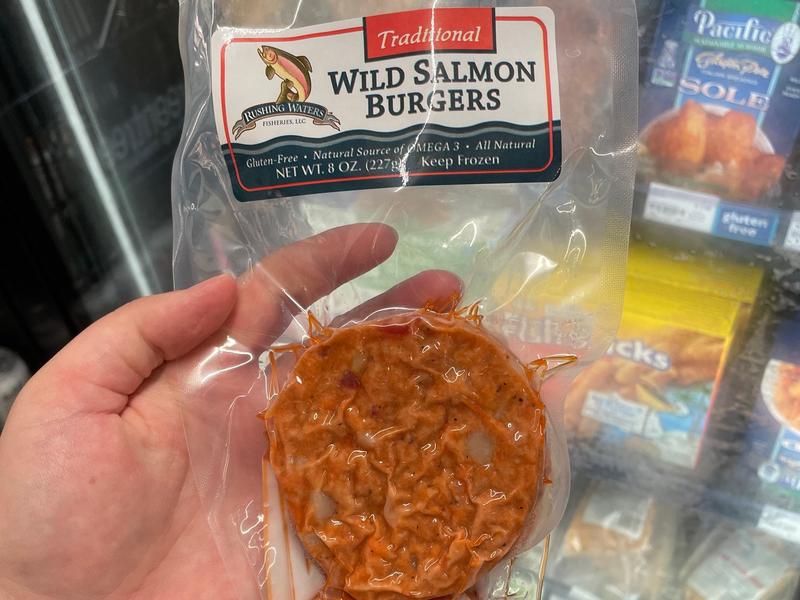 Traditional
WILD SALMON
BURGERS
RUSHING WATERS
FISHERIES, LLC
Gluten-Free • Natural Source of OMEGA 3 • All Natural
NET WT. 8 OZ. (227g) Keep Frozen
Pacific
SOLE
gluten
free
icks